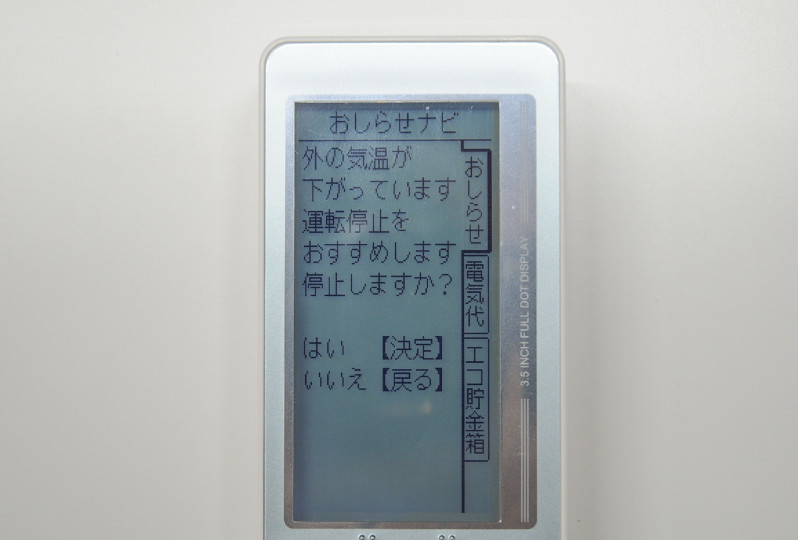 おしらせナビ
外の気温が
下がっています
運転停止を
おすすめします
停止しますか？
はい 【決定】
いいえ【戻る】
おしらせ
電気代
エコ貯金箱
3.5 INCH FULL DOT DISPLAY